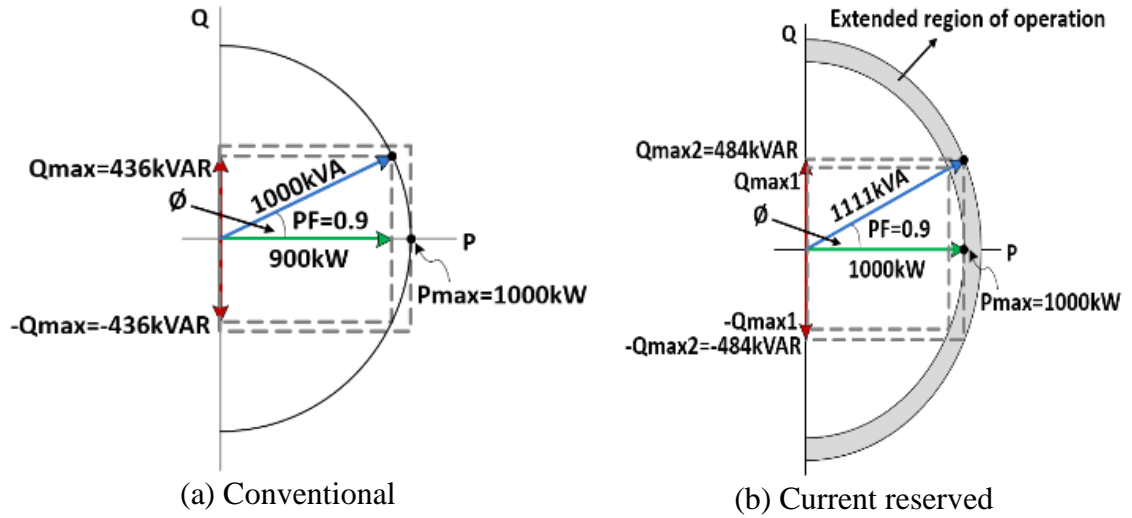 Q
Qmax=436kVAR
1000kVA
Ø
PF=0.9
P
900kW
Pmax=1000kW
-Qmax=-436kVAR
(a) Conventional
Extended region of operation
Q
Qmax2=484kVAR
Qmax1
1111kVA
Ø
PF=0.9
P
1000kW
Pmax=1000kW
-Qmax1
-Qmax2=-484kVAR
(b) Current reserved